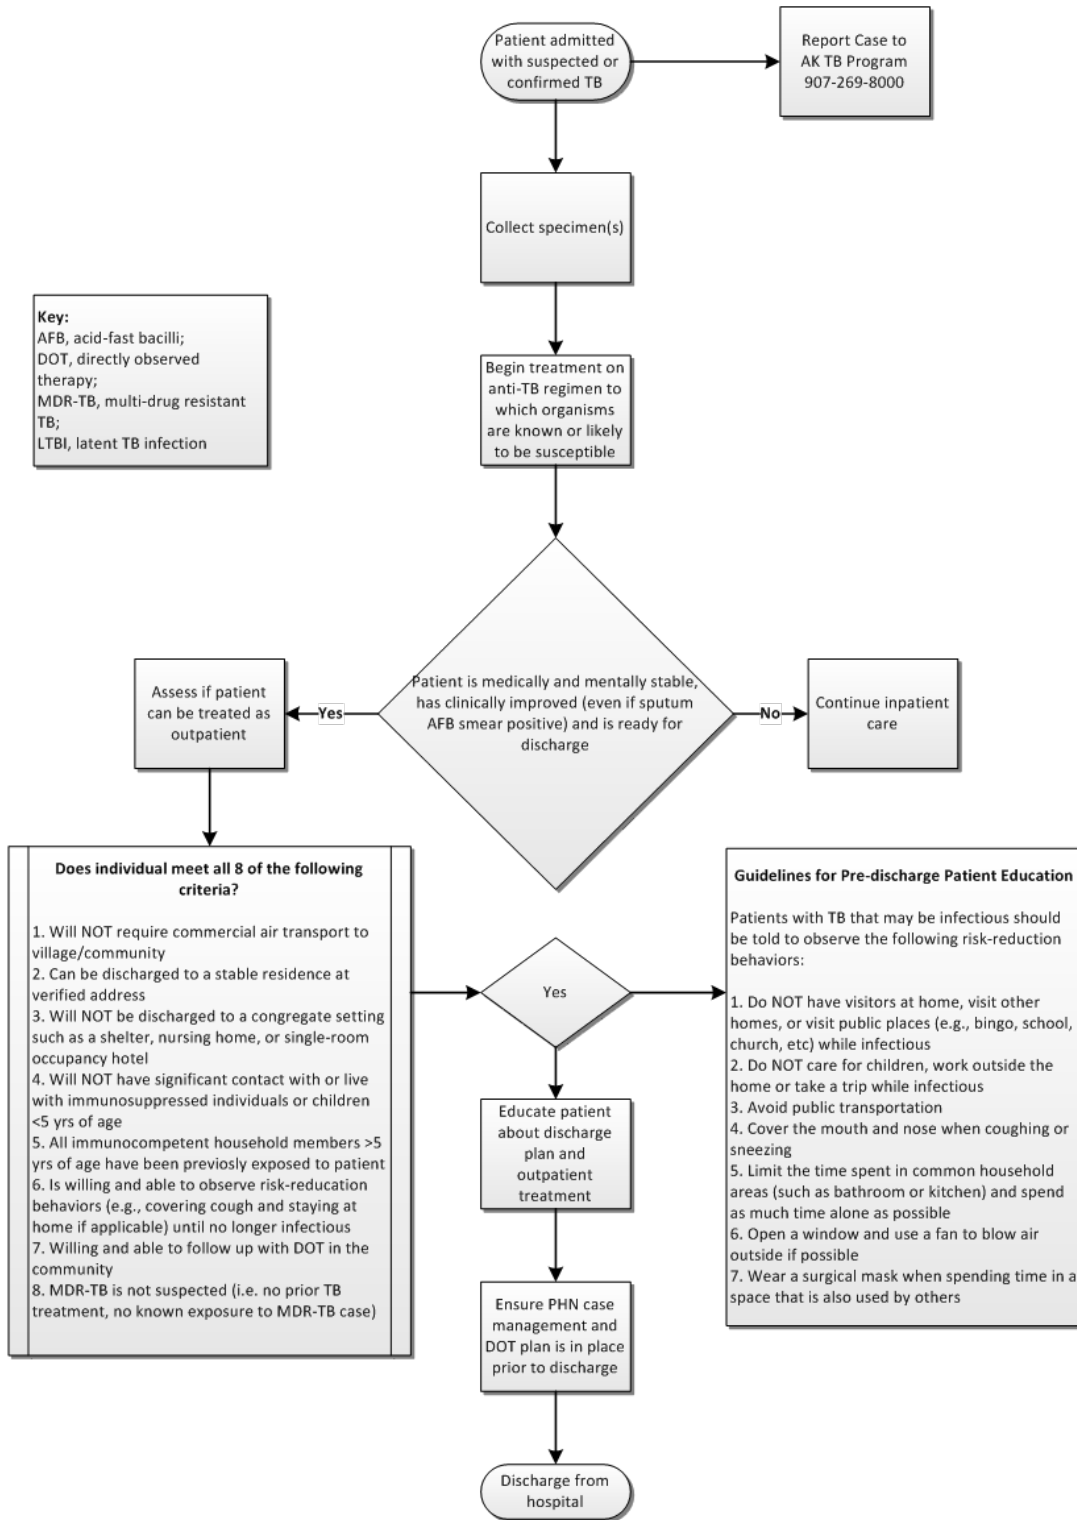 Patient admitted
with suspected or
confirmed TB
Report Case to
AK TB Program
907-269-8000
Collect specimen(s)
Key:
AFB, acid-fast bacilli;
DOT, directly observed
therapy;
MDR-TB, multi-drug resistant
TB;
LTBI, latent TB infection
Begin treatment on
anti-TB regimen to
which organisms
are known or likely
to be susceptible
Patient is medically and mentally stable,
has clinically improved (even if sputum
AFB smear positive) and is ready for
discharge
Yes
No
Assess if patient
can be treated as
outpatient
Continue inpatient
care
Does individual meet all 8 of the following
criteria?
1. Will NOT require commercial air transport to
village/community
2. Can be discharged to a stable residence at
verified address
3. Will NOT be discharged to a congregate setting
such as a shelter, nursing home, or single-room
occupancy hotel
4. Will NOT have significant contact with or live
with immunosuppressed individuals or children
<5 yrs of age
5. All immunocompetent household members >5
yrs of age have been previosly exposed to patient
6. Is willing and able to observe risk-reducation
behaviors (e.g., covering cough and staying at
home if applicable) until no longer infectious
7. Willing and able to follow up with DOT in the
community
8. MDR-TB is not suspected (i.e. no prior TB
treatment, no known exposure to MDR-TB case)
Yes
Educate patient
about discharge
plan and
outpatient
treatment
Ensure PHN case
management and
DOT plan is in place
prior to discharge
Discharge from
hospital
Guidelines for Pre-discharge Patient Education
Patients with TB that may be infectious should
be told to observe the following risk-reduction
behaviors:
1. Do NOT have visitors at home, visit other
homes, or visit public places (e.g., bingo, school,
church, etc) while infectious
2. Do NOT care for children, work outside the
home or take a trip while infectious
3. Avoid public transportation
4. Cover the mouth and nose when coughing or
sneezing
5. Limit the time spent in common household
areas (such as bathroom or kitchen) and spend
as much time alone as possible
6. Open a window and use a fan to blow air
outside if possible
7. Wear a surgical mask when spending time in a
space that is also used by others